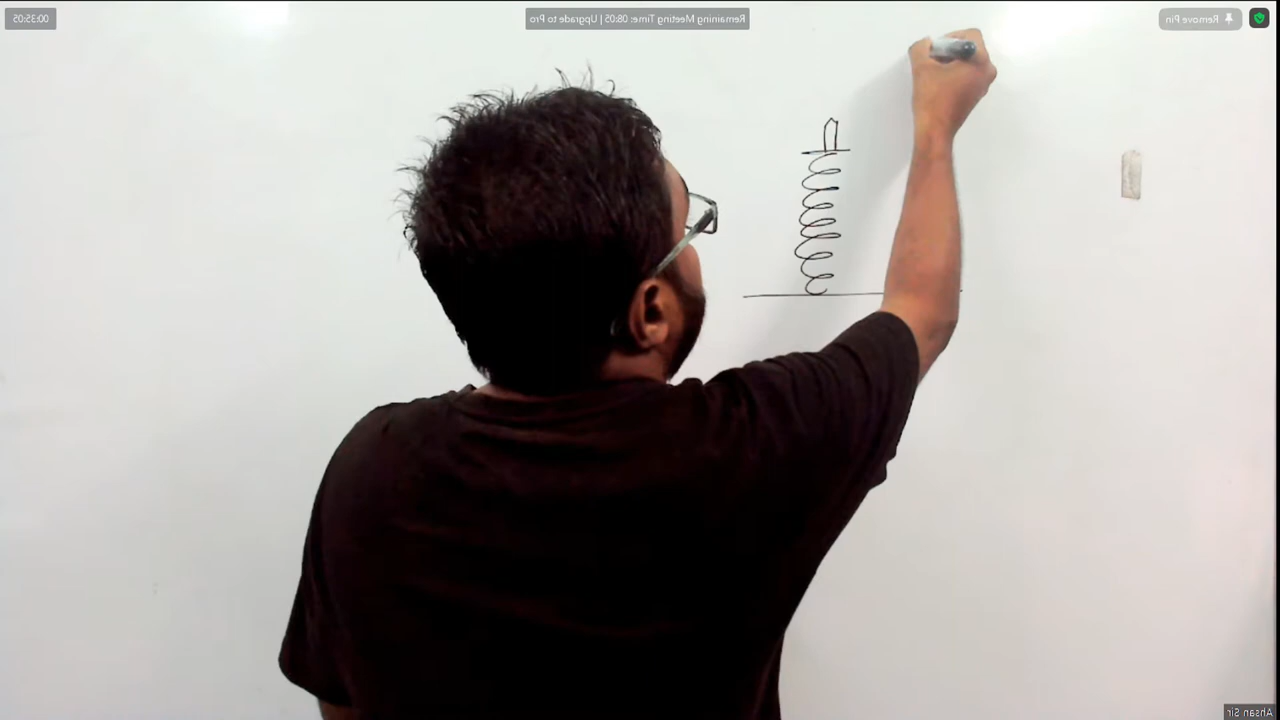 00:35:05
Remaining Meeting Time: 08:05 | Upgrade to Pro
Remove Pin
Ahsan Sir